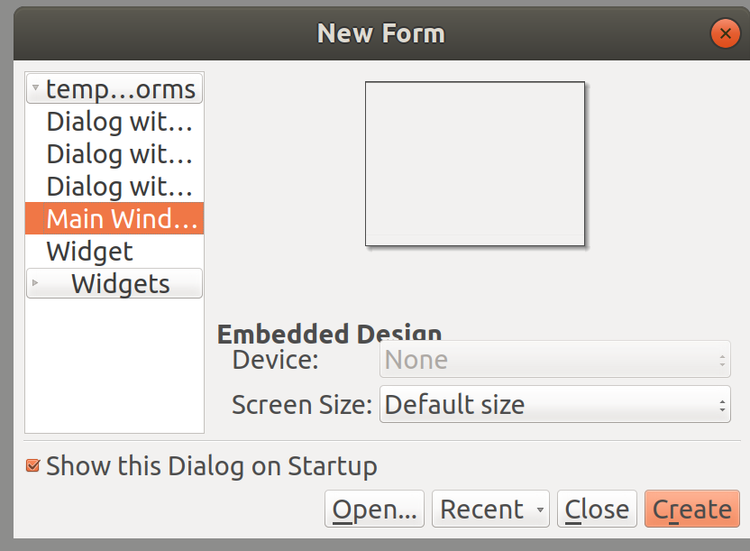 New Form
temp...orms
Dialog wit...
Dialog wit...
Dialog wit...
Main Wind...
Widget
Widgets
Embedded Design
Device:
None
Screen Size:
Default size
Show this Dialog on Startup
Open...
Recent
Close
Create